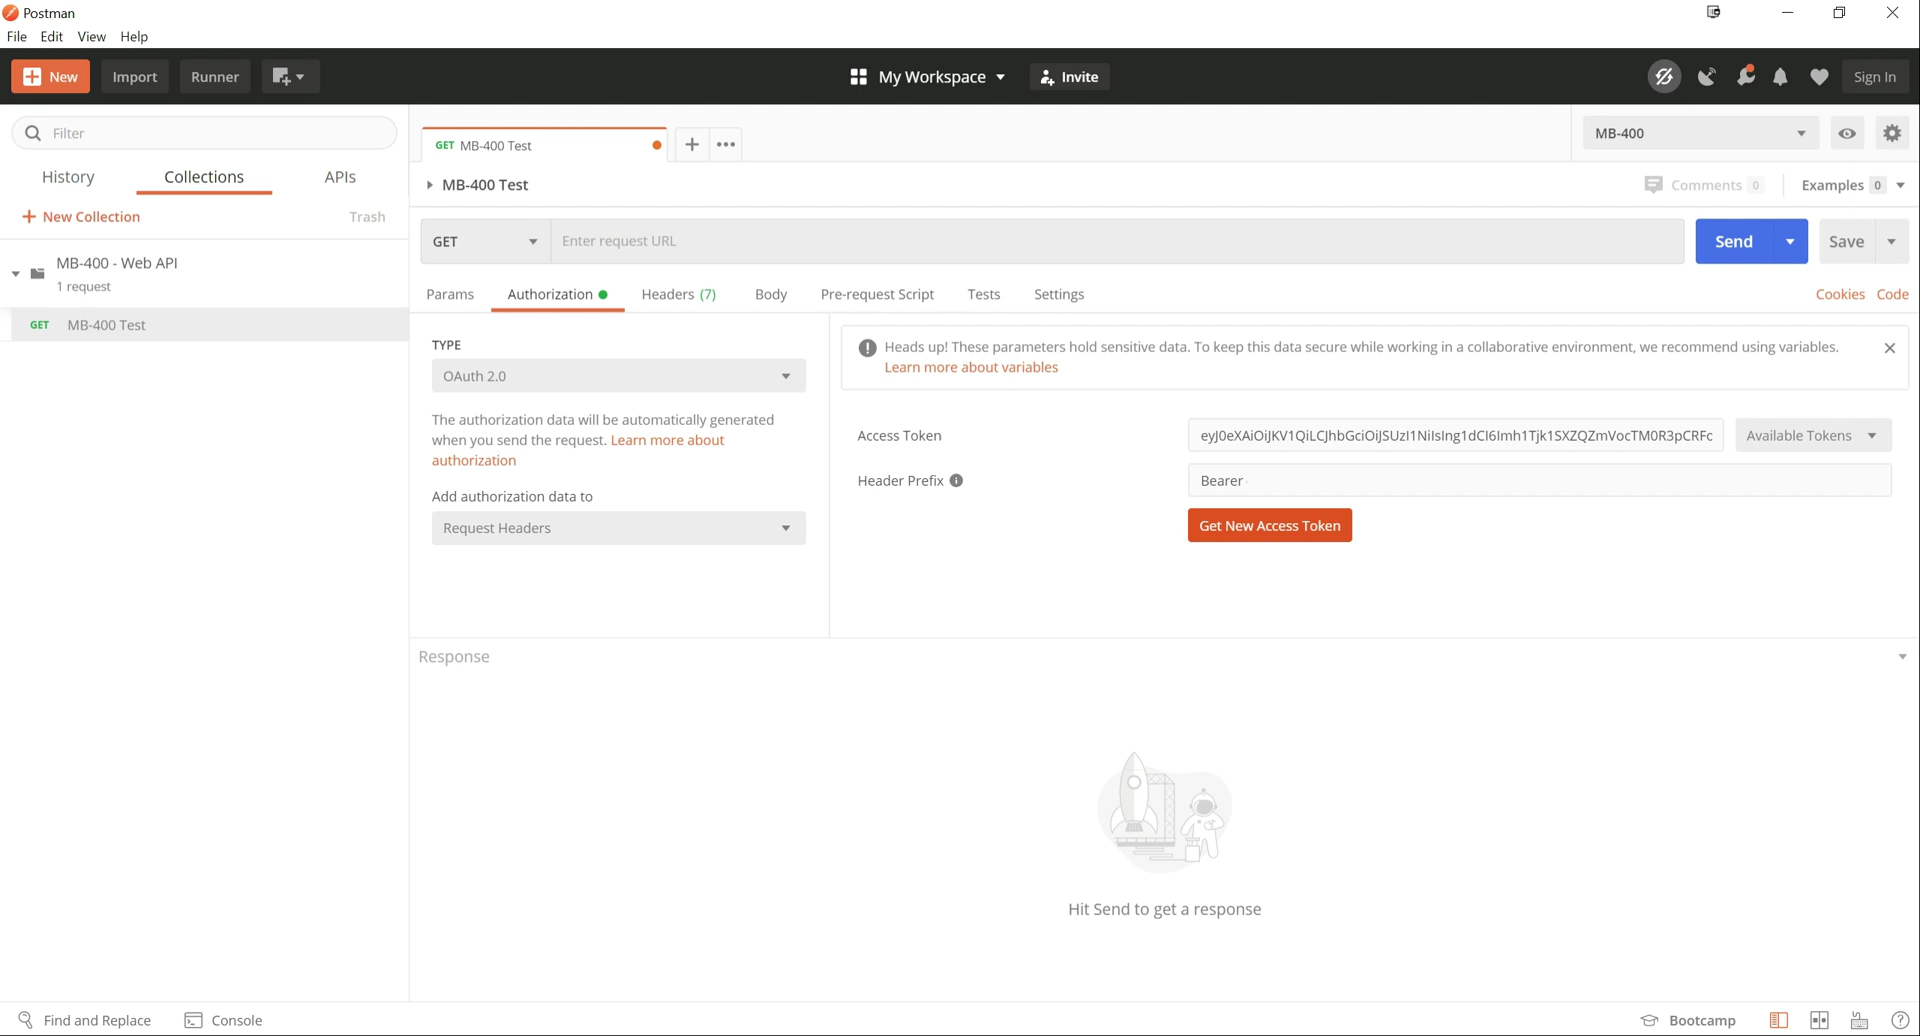 Postman
File Edit View Help
New Import Runner My Workspace Invite Sign In
Filter
History Collections APIs
New Collection Trash
MB-400 - Web API
1 request
GET MB-400 Test
GET MB-400 Test
MB-400
MB-400 Test
Comments 0 Examples 0
GET Enter request URL Send Save
Params Authorization Headers (7) Body Pre-request Script Tests Settings Cookies Code
TYPE
OAuth 2.0
The authorization data will be automatically generated
when you send the request. Learn more about
authorization
Add authorization data to
Request Headers
Heads up! These parameters hold sensitive data. To keep this data secure while working in a collaborative environment, we recommend using variables.
Learn more about variables
Access Token Available Tokens
Header Prefix Bearer
Get New Access Token
Response
Hit Send to get a response
Find and Replace Console Bootcamp